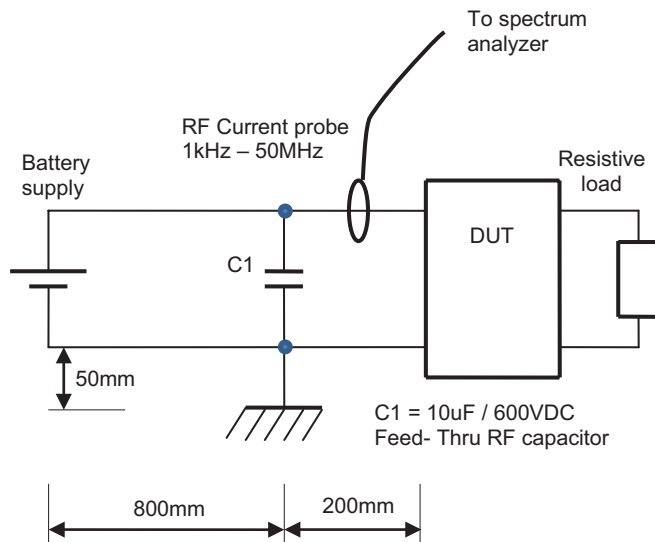 To spectrum
analyzer
RF Current probe
1kHz – 50MHz
Battery
supply
Resistive
load
DUT
C1
50mm
C1 = 10uF / 600VDC
Feed- Thru RF capacitor
800mm
200mm